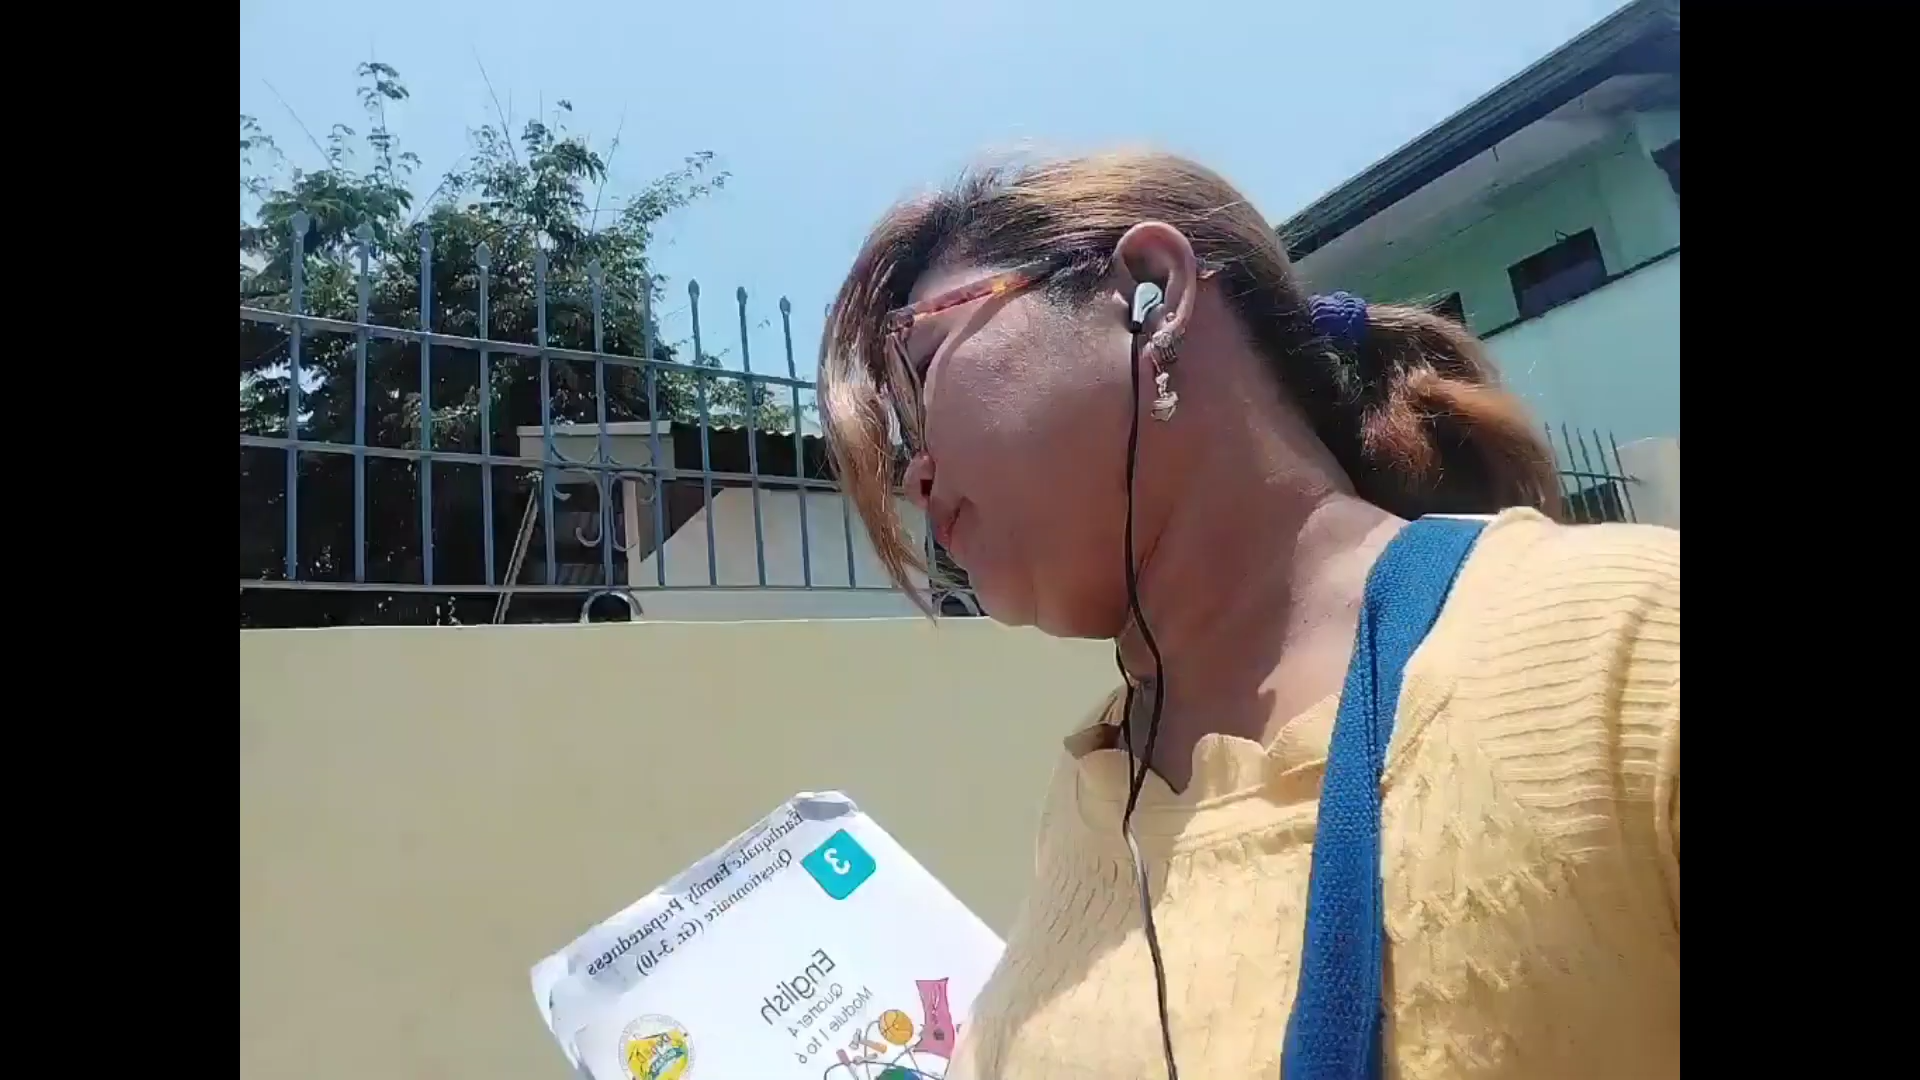 Earthquake Family Preparedness
Questionnaire (Gr. 3-10)
3
English
Quarter 4
Module 1 to 6